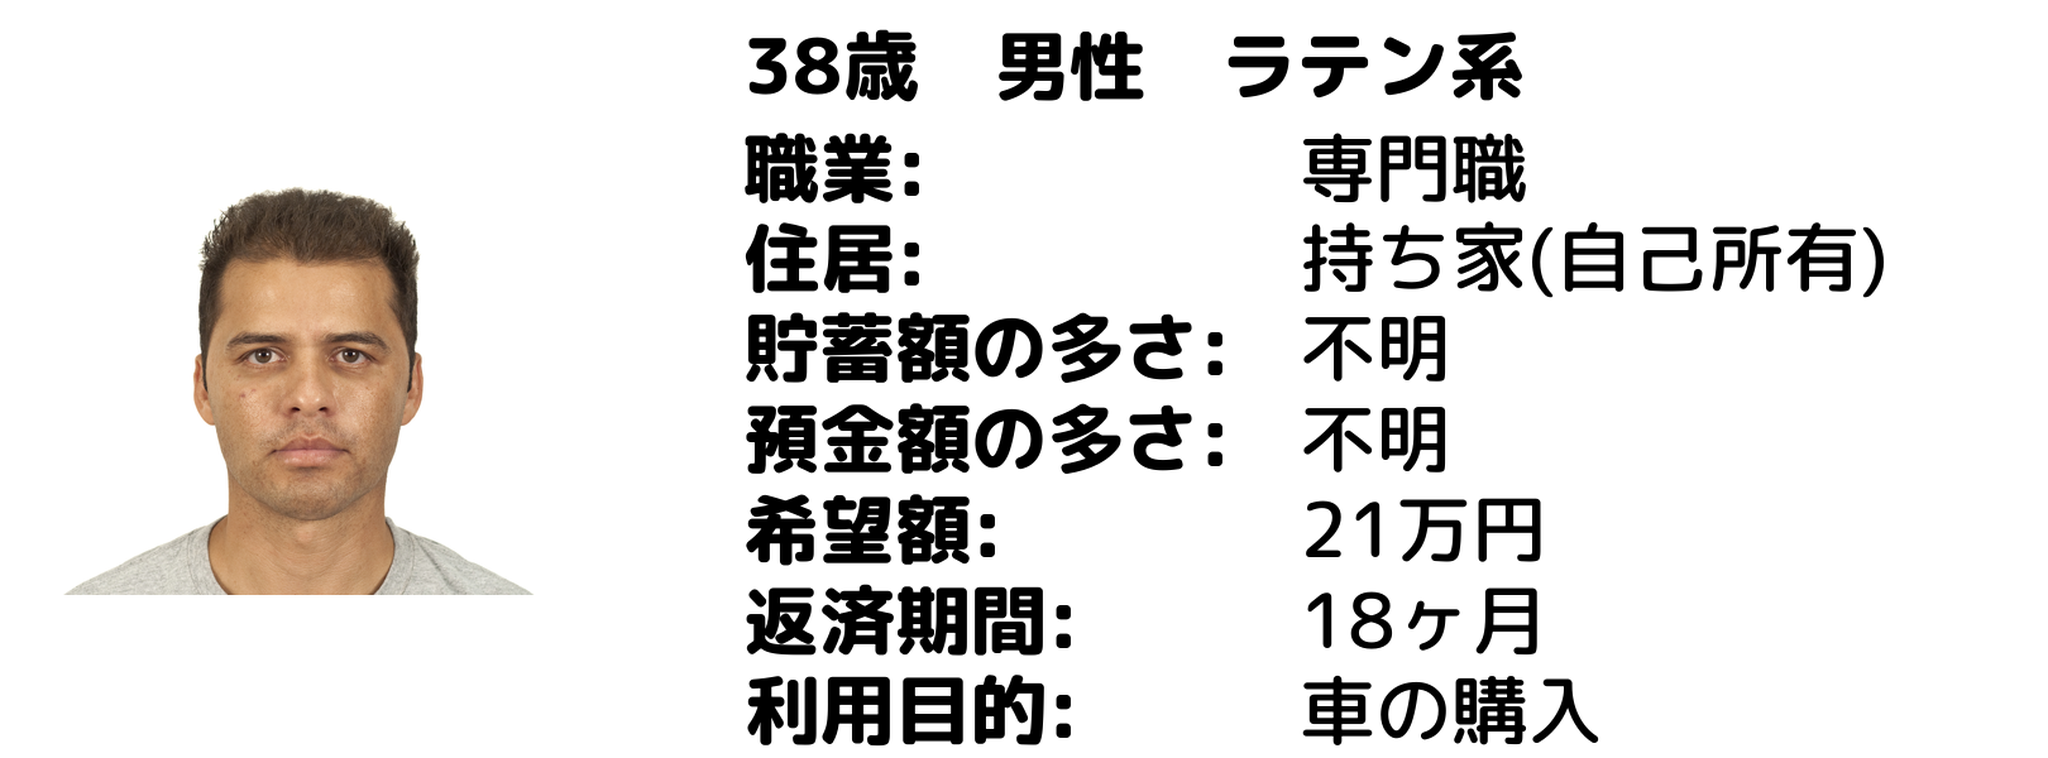 38歳　男性　ラテン系
職業: 専門職
住居: 持ち家(自己所有)
貯蓄額の多さ: 不明
預金額の多さ: 不明
希望額: 21万円
返済期間: 18ヶ月
利用目的: 車の購入